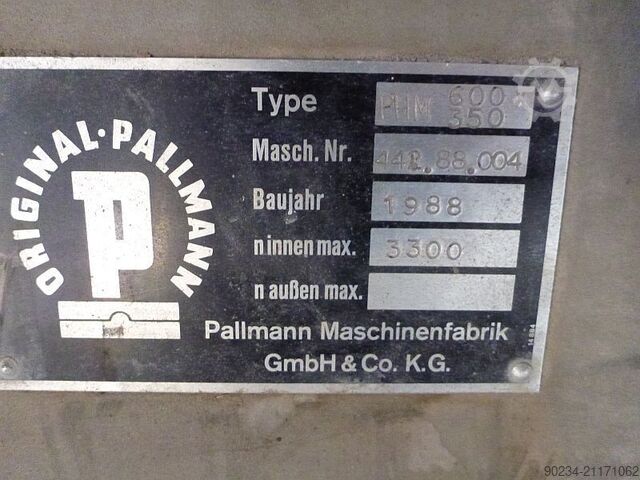 ORIGINAL·PALLMANN
P
Type PHM 600
350
Masch. Nr. .88.004
Baujahr 1988
n innen max. 3300
n außen max.
Pallmann Maschinenfabrik
GmbH & Co. K.G.
90234-21171062